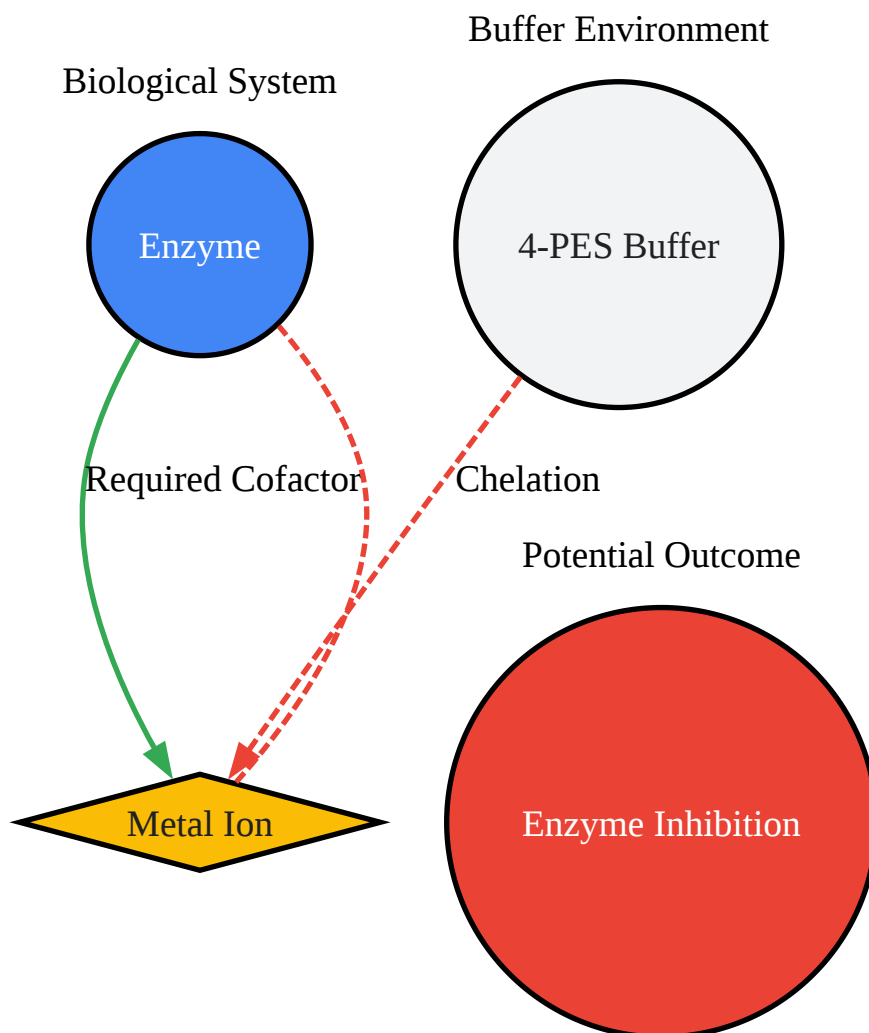 Buffer Environment
Biological System
Enzyme
4-PES Buffer
Required Cofactor
Chelation
Potential Outcome
Metal Ion
Enzyme Inhibition